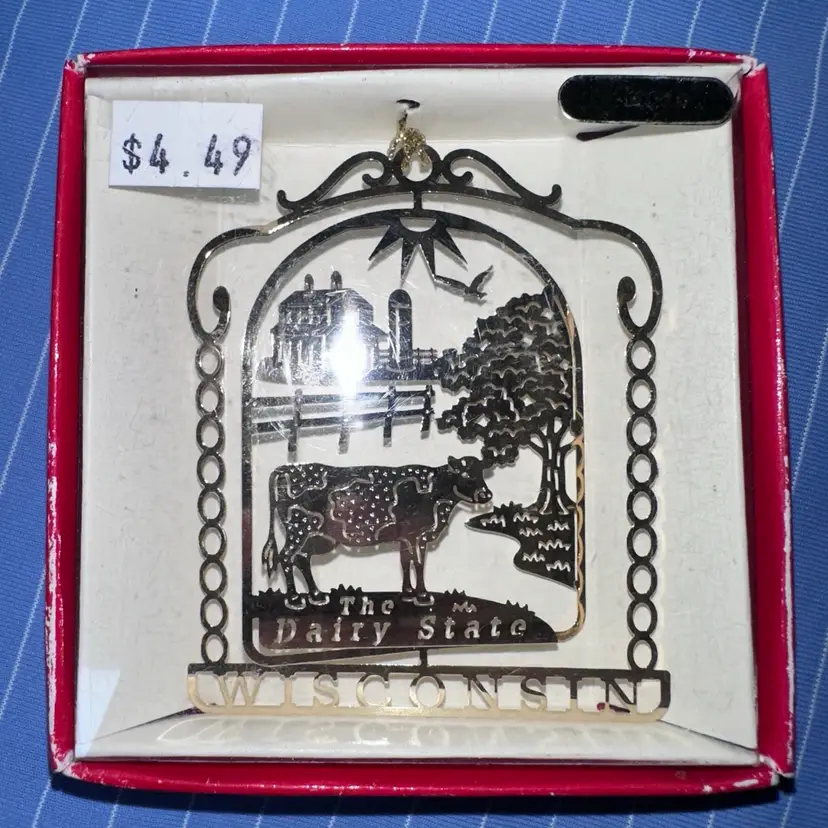 $4.49
The
Dairy State
WISCONSIN